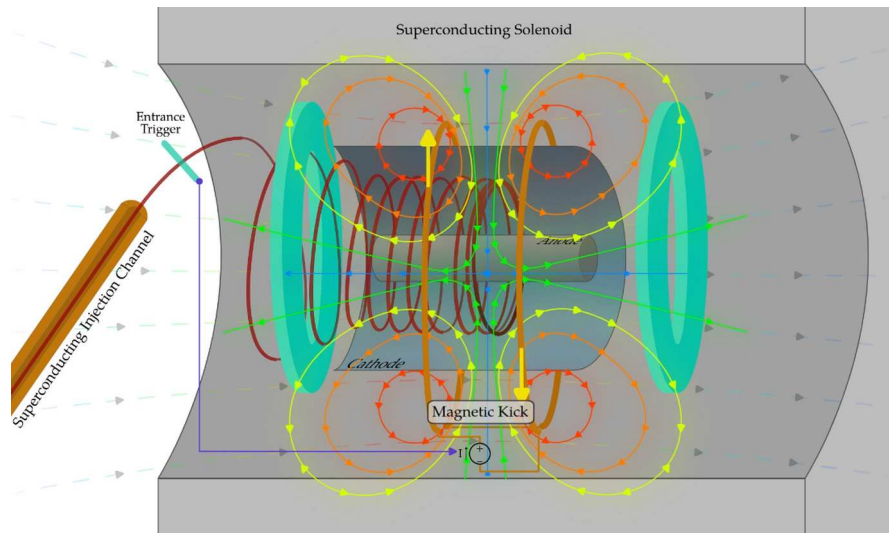 Superconducting Solenoid
Entrance
Trigger
Superconducting Injection Channel
Anode
Cathode
Magnetic Kick
I
+
−